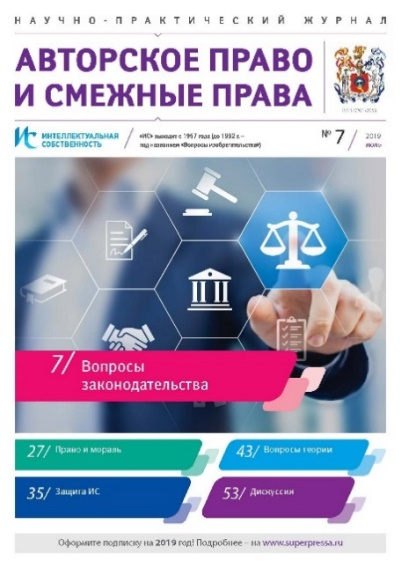 НАУЧНО-ПРАКТИЧЕСКИЙ ЖУРНАЛ
АВТОРСКОЕ ПРАВО
И СМЕЖНЫЕ ПРАВА
ИС ИНТЕЛЛЕКТУАЛЬНАЯ
СОБСТВЕННОСТЬ
«ИС» выходит с 1957 года (до 1992 г. –
под названием «Вопросы изобретательства»)
№ 7 / 2019
июль
7/ Вопросы
законодательства
27/ Право и мораль
43/ Вопросы теории
35/ Защита ИС
53/ Дискуссии
Оформите подписку на 2019 год! Подробнее – на www.superpressa.ru